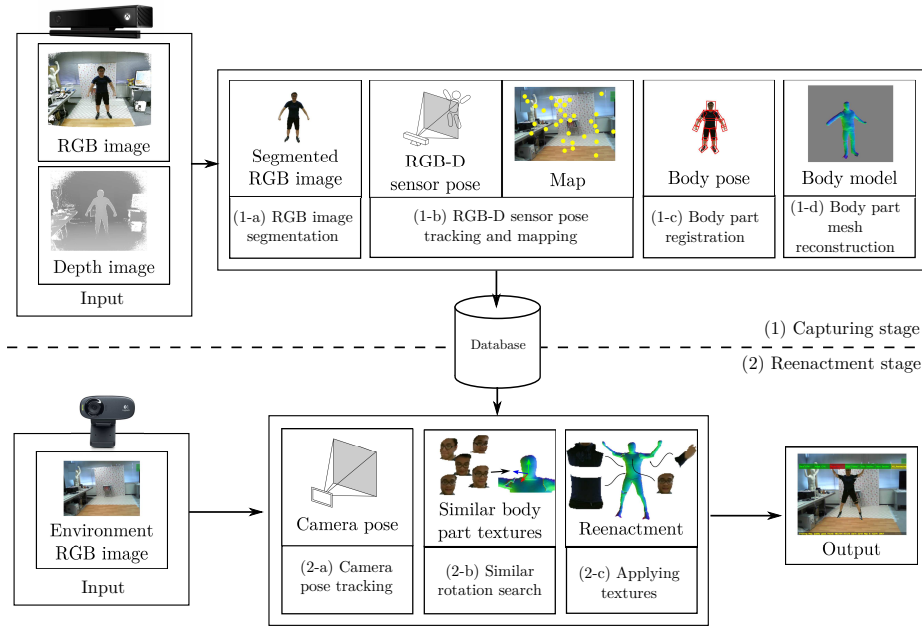 RGB image
Depth image
Input
Segmented
RGB image
(1-a) RGB image
segmentation
RGB-D
sensor pose
Map
(1-b) RGB-D sensor pose
tracking and mapping
Body pose
(1-c) Body part
registration
Body model
(1-d) Body part
mesh
reconstruction
(1) Capturing stage
Database
(2) Reenactment stage
Environment
RGB image
Input
Camera pose
(2-a) Camera
pose tracking
Similar body
part textures
(2-b) Similar
rotation search
Reenactment
(2-c) Applying
textures
Output